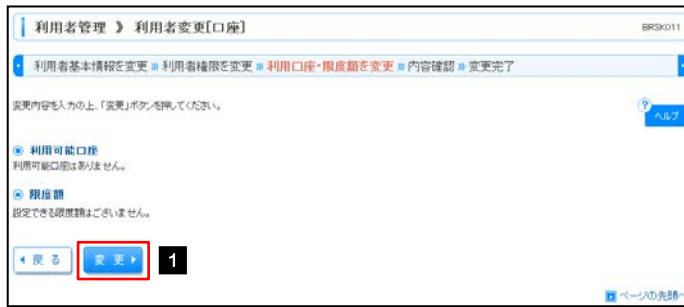 利用者管理 》 利用者変更[口座]
BRSK011
利用者基本情報を変更 » 利用者権限を変更 » 利用口座・限度額を変更 » 内容確認 » 変更完了
変更内容を入力の上、「変更」ボタンを押してください。
? ヘルプ
利用可能口座
利用可能口座はありません。
限度額
設定できる限度額はございません。
戻る 変更 1
ページの先頭へ